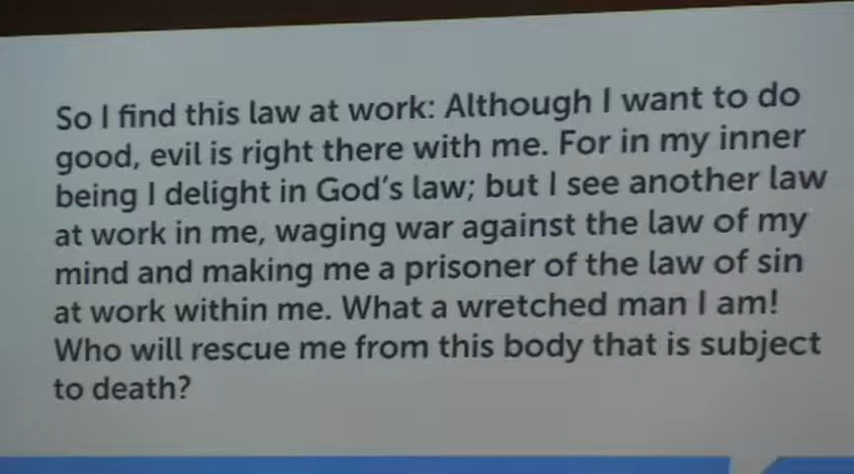 So I find this law at work: Although I want to do
good, evil is right there with me. For in my inner
being I delight in God's law; but I see another law
at work in me, waging war against the law of my
mind and making me a prisoner of the law of sin
at work within me. What a wretched man I am!
Who will rescue me from this body that is subject
to death?